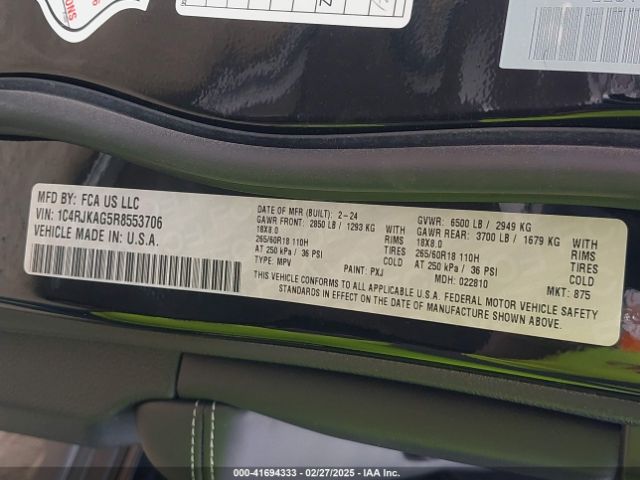 MFD BY: FCA US LLC
VIN: 1C4RJKAG5R8553706
VEHICLE MADE IN: U.S.A.
DATE OF MFR (BUILT): 2-24
GAWR FRONT: 2850 LB / 1293 KG WITH
18X8.0 RIMS
265/60R18 110H TIRES
AT 250 kPa / 36 PSI COLD
TYPE: MPV PAINT: PXJ
GVWR: 6500 LB / 2949 KG
GAWR REAR: 3700 LB / 1679 KG WITH
18X8.0 RIMS
265/60R18 110H TIRES
AT 250 kPa / 36 PSI COLD
MDH: 022810 MKT: 875
THIS VEHICLE CONFORMS TO ALL APPLICABLE U.S.A. FEDERAL MOTOR VEHICLE SAFETY
STANDARDS IN EFFECT ON THE DATE OF MANUFACTURE SHOWN ABOVE.
000-41694333 - 02/27/2025 - IAA Inc.